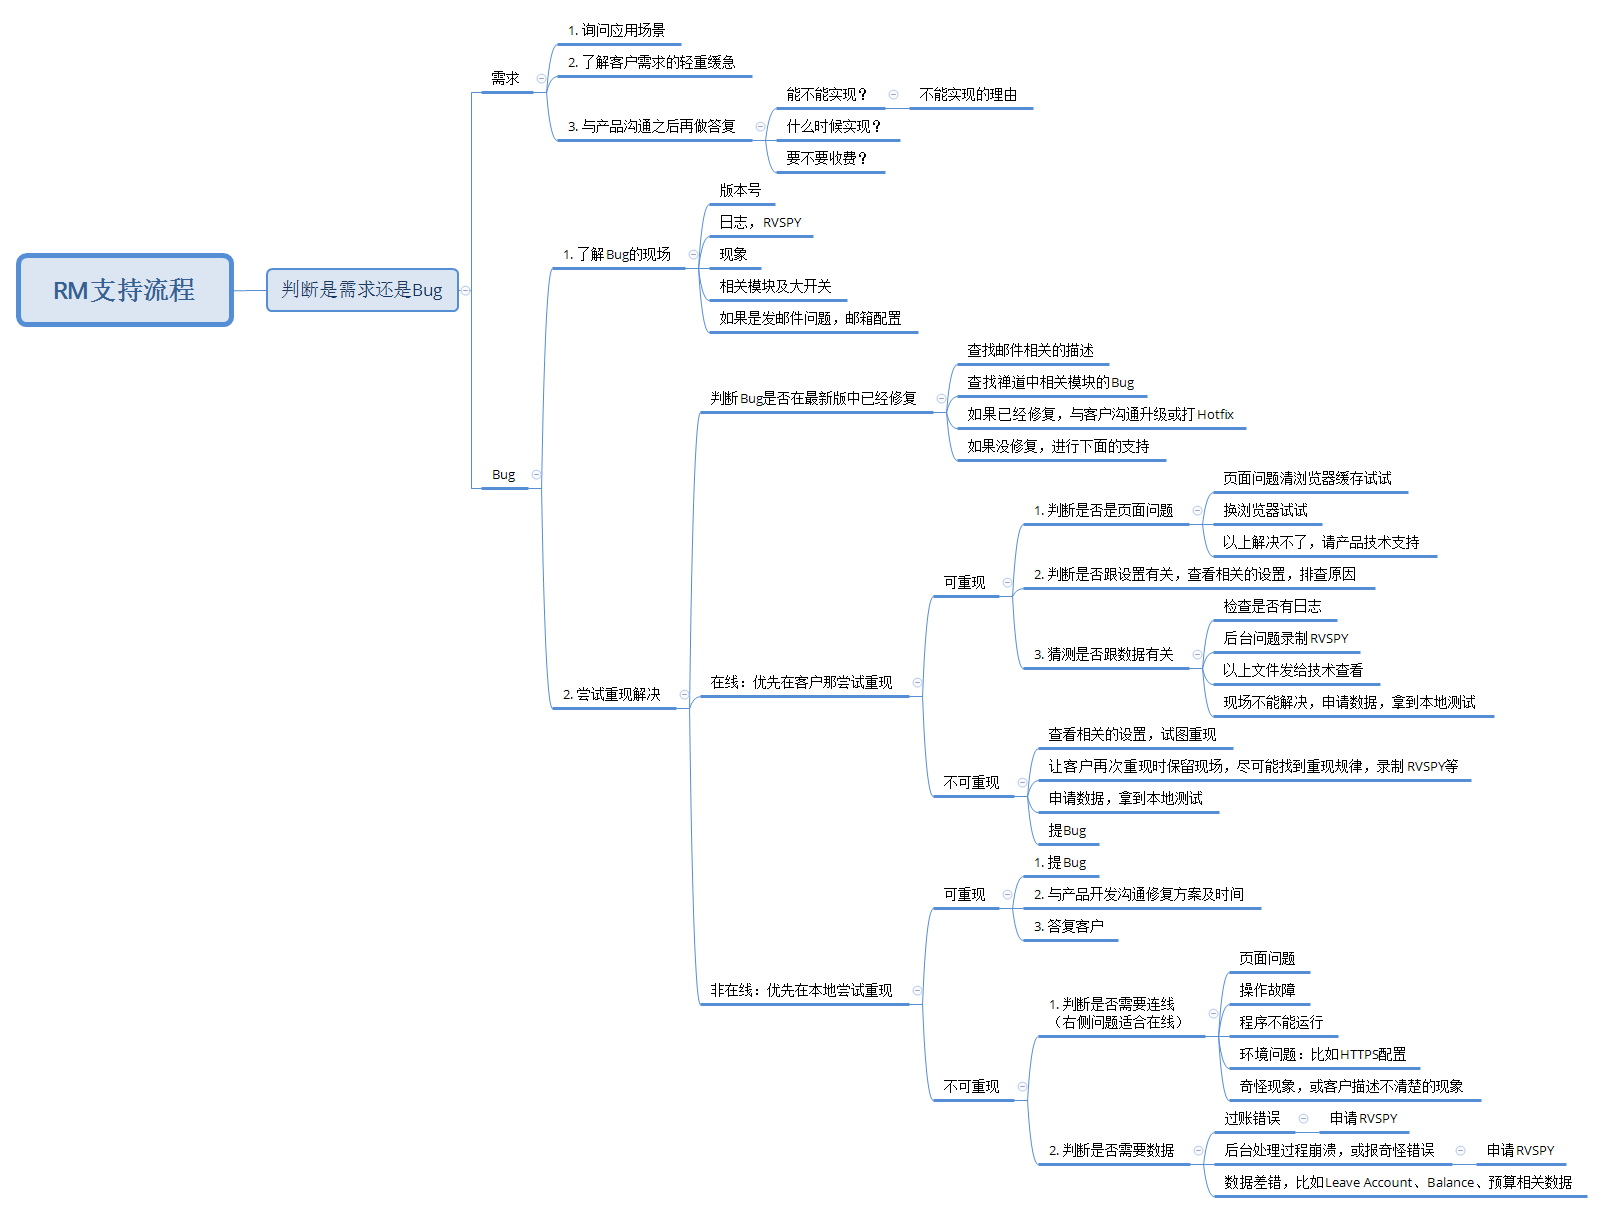 RM支持流程
判断是需求还是Bug
需求
1. 询问应用场景
2. 了解客户需求的轻重缓急
3. 与产品沟通之后再做答复
能不能实现？
不能实现的理由
什么时候实现？
要不要收费？
Bug
1. 了解Bug的现场
版本号
日志，RVSPY
现象
相关模块及大开关
如果是发邮件问题，邮箱配置
2. 尝试重现解决
判断Bug是否在最新版中已经修复
查找邮件相关的描述
查找禅道中相关模块的Bug
如果已经修复，与客户沟通升级或打Hotfix
如果没修复，进行下面的支持
在线：优先在客户那尝试重现
可重现
1. 判断是否是页面问题
页面问题清浏览器缓存试试
换浏览器试试
以上解决不了，请产品技术支持
2. 判断是否跟设置有关，查看相关的设置，排查原因
3. 猜测是否跟数据有关
检查是否有日志
后台问题录制RVSPY
以上文件发给技术查看
现场不能解决，申请数据，拿到本地测试
不可重现
查看相关的设置，试图重现
让客户再次重现时保留现场，尽可能找到重现规律，录制RVSPY等
申请数据，拿到本地测试
提Bug
非在线：优先在本地尝试重现
可重现
1. 提Bug
2. 与产品开发沟通修复方案及时间
3. 答复客户
不可重现
1. 判断是否需要连线
（右侧问题适合在线）
页面问题
操作故障
程序不能运行
环境问题：比如HTTPS配置
奇怪现象，或客户描述不清楚的现象
2. 判断是否需要数据
过账错误
申请RVSPY
后台处理过程崩溃，或报奇怪错误
申请RVSPY
数据差错，比如Leave Account、Balance、预算相关数据